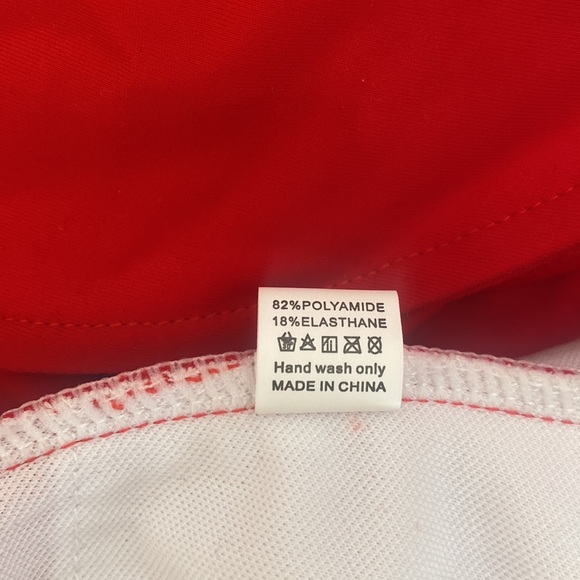 82%POLYAMIDE
18%ELASTHANE
Hand wash only
MADE IN CHINA